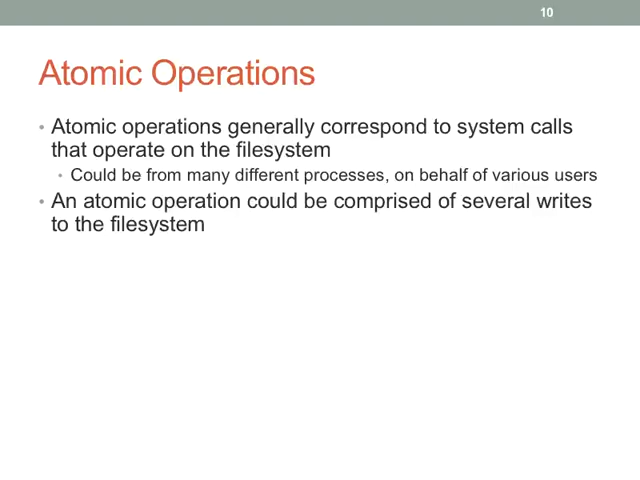 10
Atomic Operations
• Atomic operations generally correspond to system calls
that operate on the filesystem
• Could be from many different processes, on behalf of various users
• An atomic operation could be comprised of several writes
to the filesystem